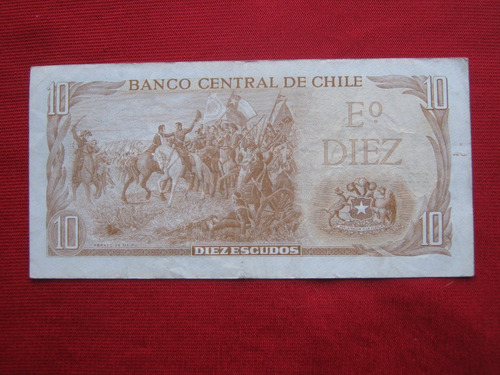 10 BANCO CENTRAL DE CHILE 10
Eº
DIEZ
10 DIEZ ESCUDOS 10